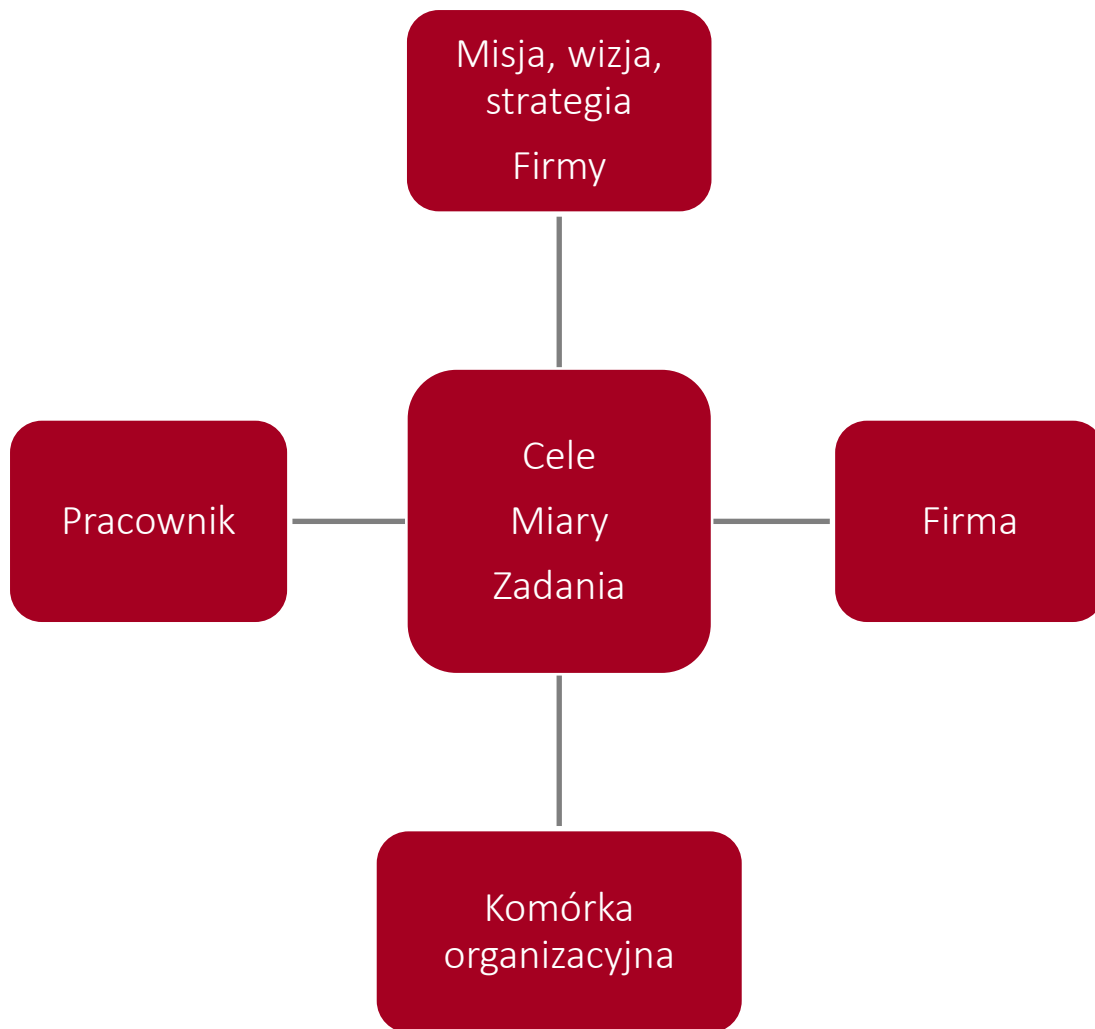 Misja, wizja,
strategia
Firmy
Pracownik
Cele
Miary
Zadania
Firma
Komórka
organizacyjna